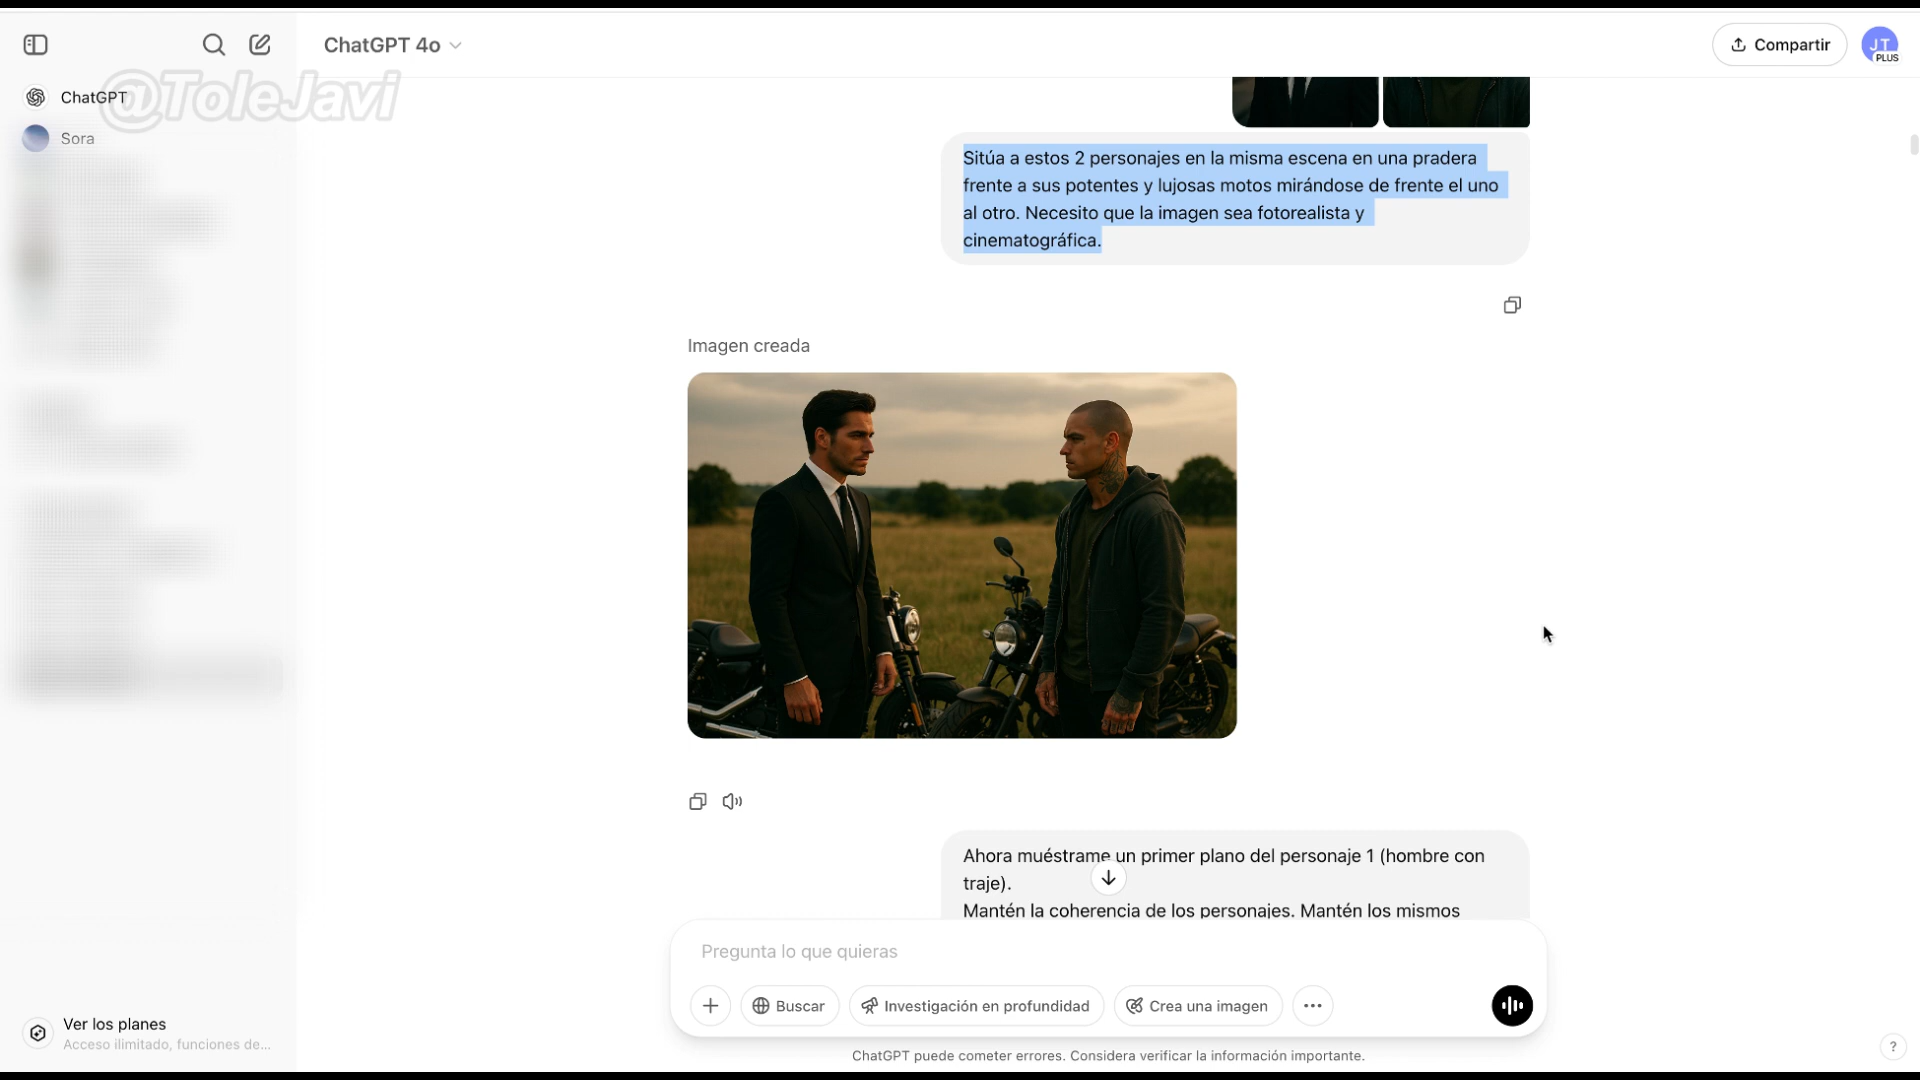 ChatGPT 4o
Compartir
JT
PLUS
@ToleJavi
ChatGPT
Sora
Sitúa a estos 2 personajes en la misma escena en una pradera
frente a sus potentes y lujosas motos mirándose de frente el uno
al otro. Necesito que la imagen sea fotorealista y
cinematográfica.
Imagen creada
Ahora muéstrame un primer plano del personaje 1 (hombre con
traje).
Mantén la coherencia de los personajes. Mantén los mismos
Pregunta lo que quieras
Buscar
Investigación en profundidad
Crea una imagen
Ver los planes
Acceso ilimitado, funciones de...
ChatGPT puede cometer errores. Considera verificar la información importante.
?